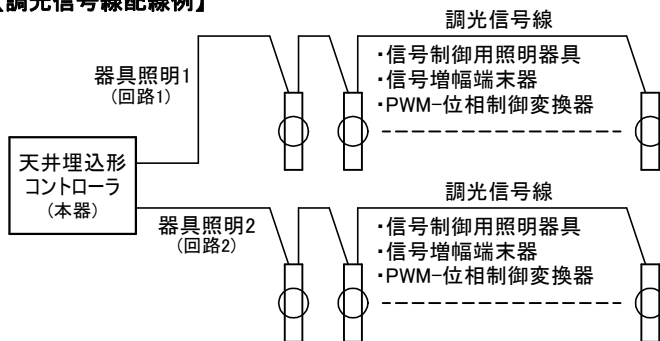 【調光信号線配線例】
調光信号線
・信号制御用照明器具
・信号増幅端末器
・PWM-位相制御変換器
器具照明1
(回路1)
天井埋込形
コントローラ
(本器)
調光信号線
・信号制御用照明器具
・信号増幅端末器
・PWM-位相制御変換器
器具照明2
(回路2)